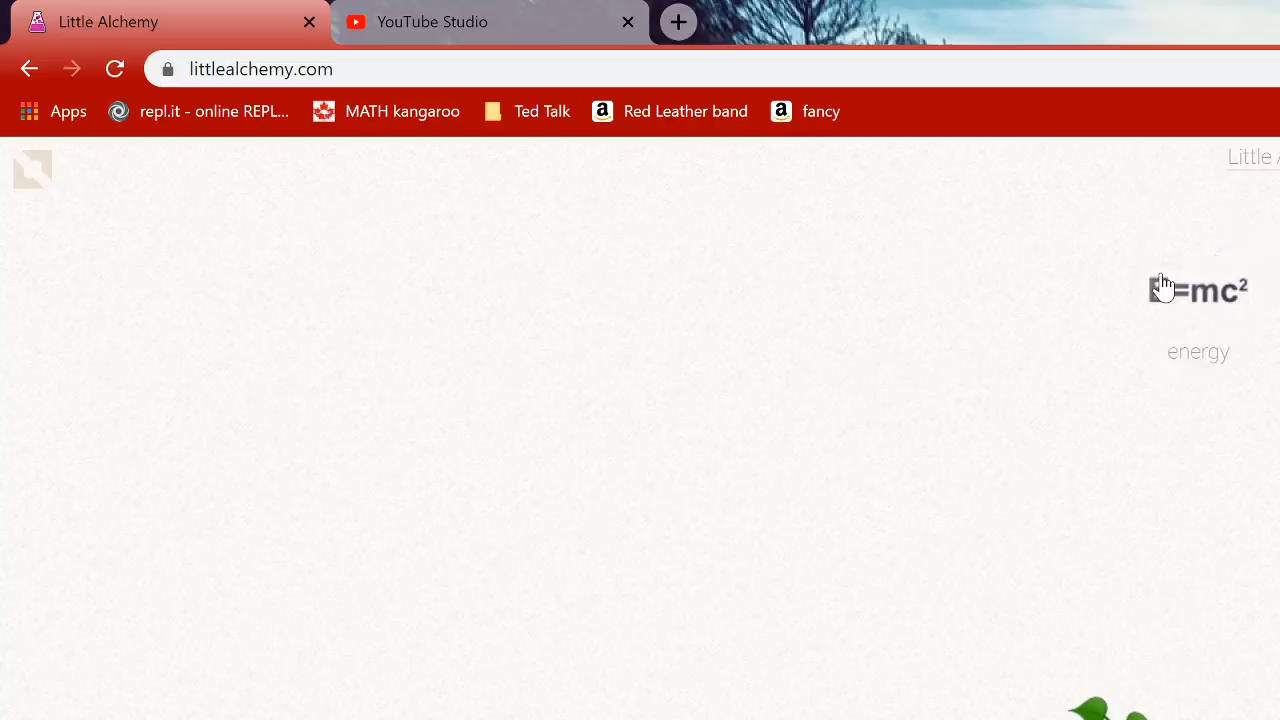 Little Alchemy
YouTube Studio
littlealchemy.com
Apps
repl.it - online REPL...
MATH kangaroo
Ted Talk
Red Leather band
fancy
Little A
E=mc²
energy